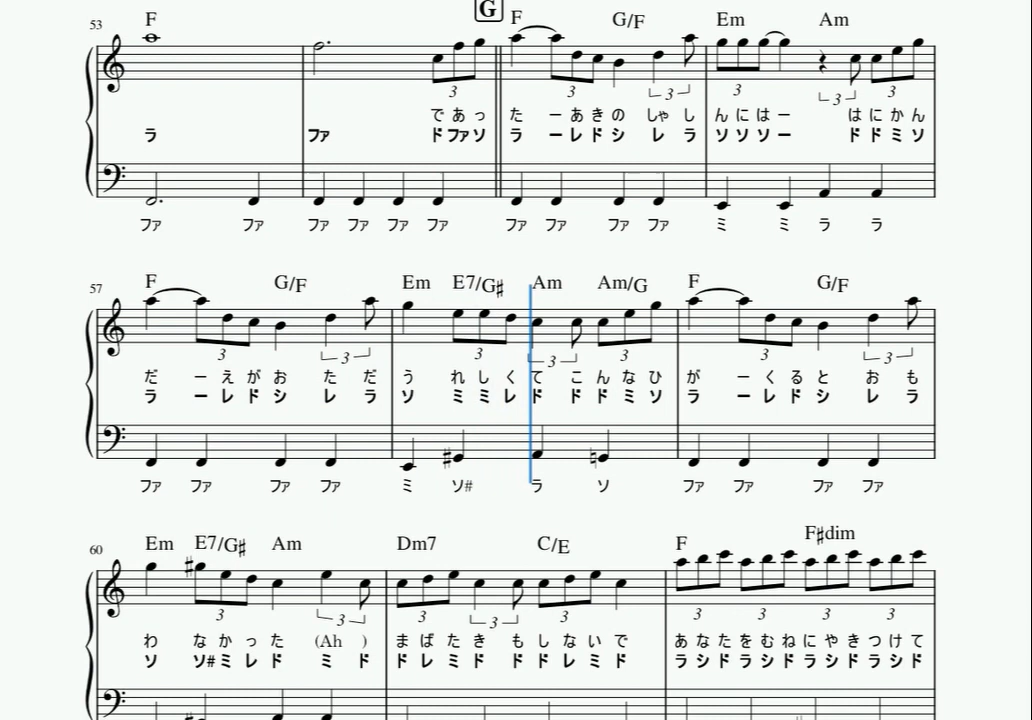 G
53 F F G/F Em Am
3 3 3 3 3 3
で あ っ た ー あ き の しゃ し ん に は ー は に か ん
ラ ファ ド ファ ソ ラ ー レ ド シ レ ラ ソ ソ ソ ー ド ド ミ ソ
ファ ファ ファ ファ ファ ファ ファ ファ ファ ファ ミ ミ ラ ラ
57 F G/F Em E7/G♯ Am Am/G F G/F
3 3 3 3 3 3 3
だ ー え が お た だ う れ し く て こ ん な ひ が ー く る と お も
ラ ー レ ド シ レ ラ ソ ミ ミ レ ド ド ド ミ ソ ラ ー レ ド シ レ ラ
ファ ファ ファ ファ ミ ソ# ラ ソ ファ ファ ファ ファ
60 Em E7/G♯ Am Dm7 C/E F F♯dim
3 3 3 3 3 3 3 3 3
わ な か っ た (Ah ) ま ば た き も し な い で あ な た を む ね に や き つ け て
ソ ソ# ミ レ ド ミ ド ド レ ミ ド ド ド レ ミ ド ラ シ ド ラ シ ド ラ シ ド ラ シ ド